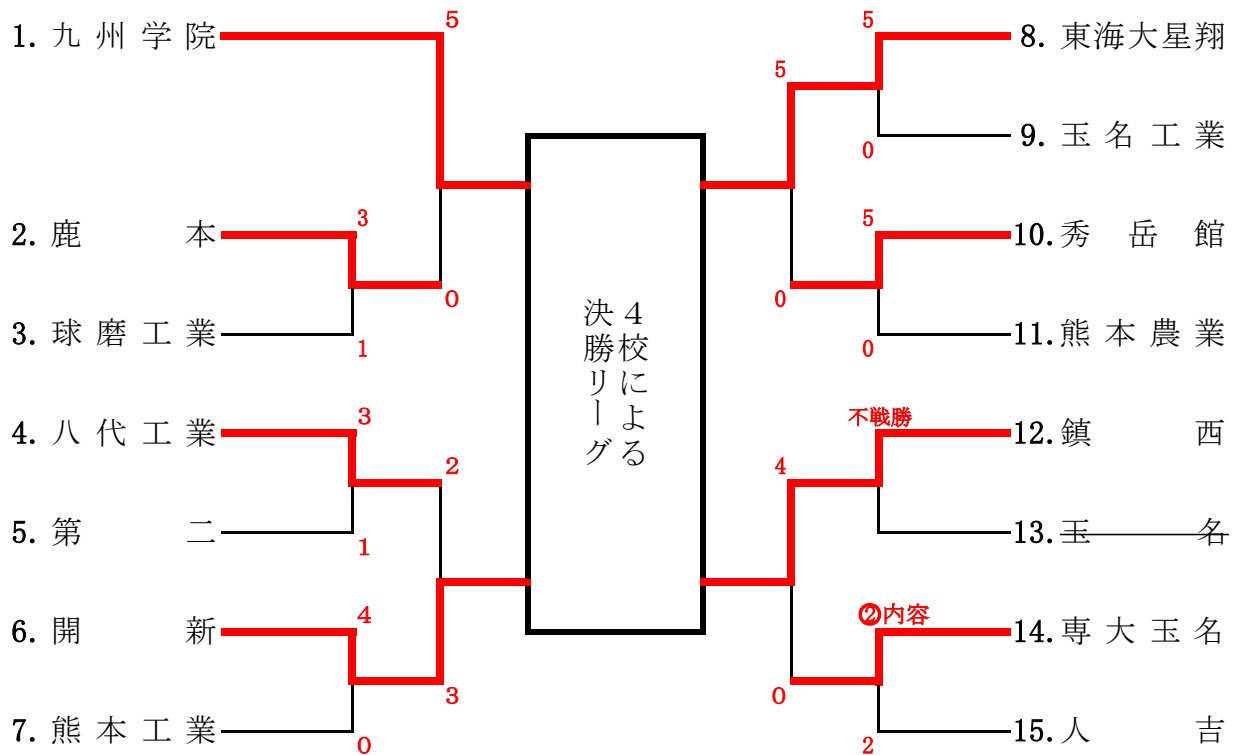 1. 九州学院
2. 鹿本
3. 球磨工業
4. 八代工業
5. 第二
6. 開新
7. 熊本工業
5
3
0
1
3
2
1
4
3
0
4校による
決勝リーグ
5
5
0
5
0
0
不戦勝
4
②内容
0
2
8. 東海大星翔
9. 玉名工業
10. 秀岳館
11. 熊本農業
12. 鎮西
13. 玉名
14. 専大玉名
15. 人吉